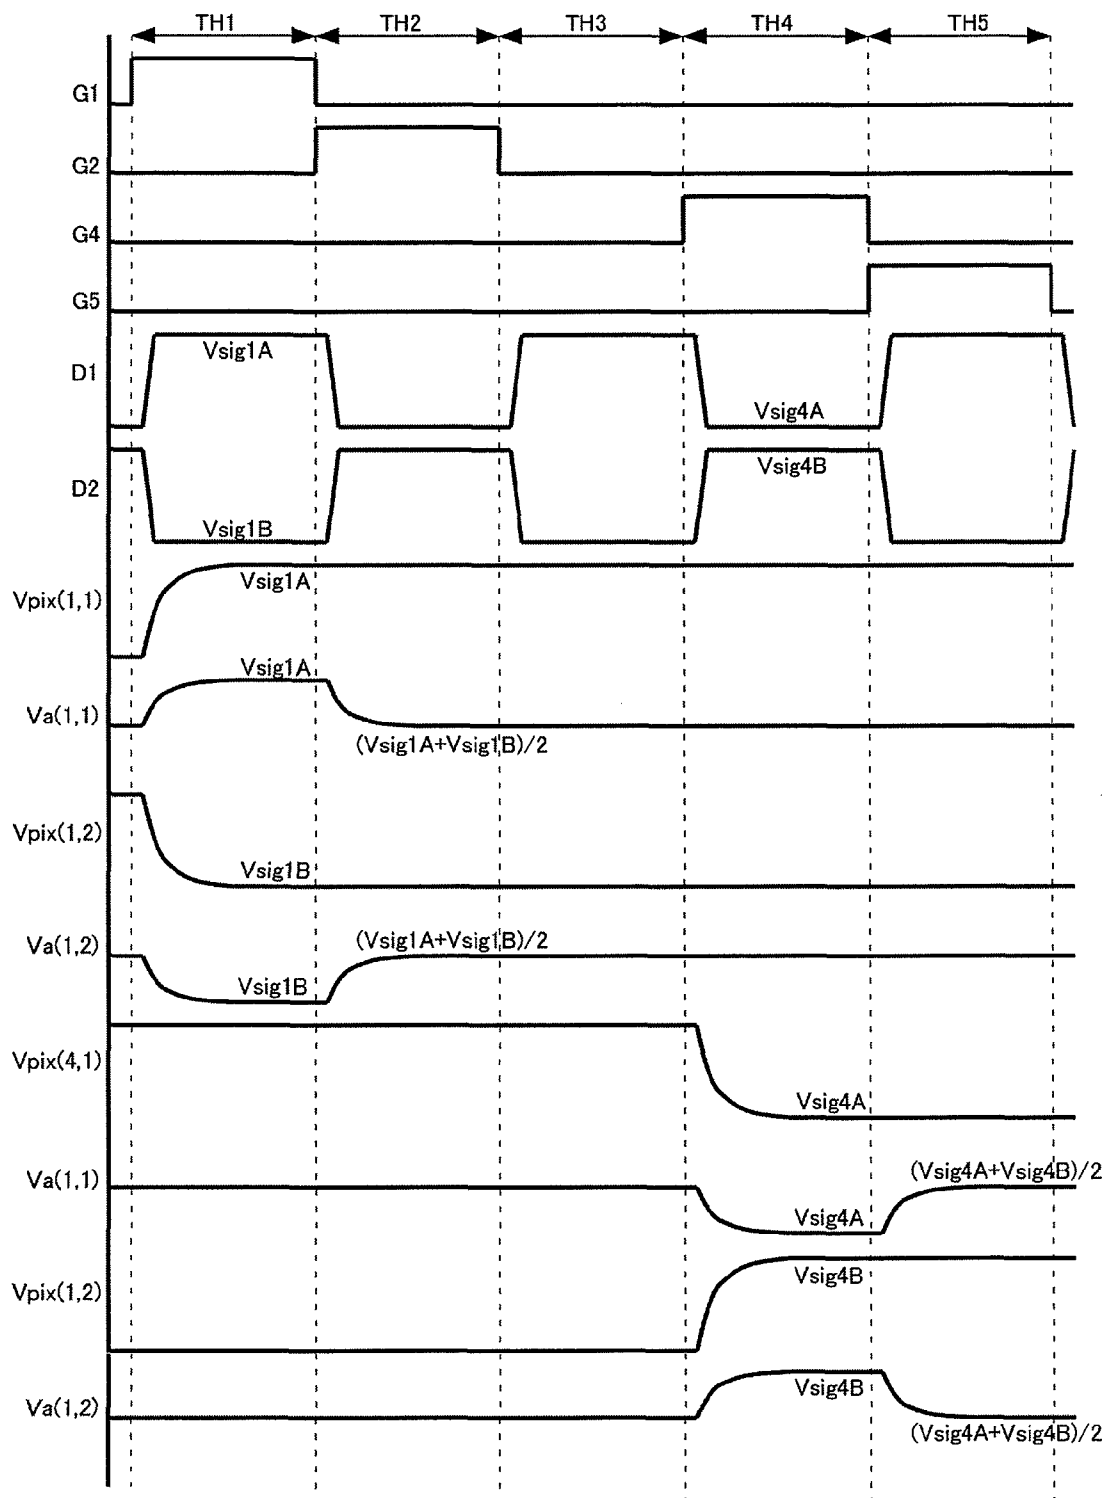 TH1 TH2 TH3 TH4 TH5
G1
G2
G4
G5
Vsig1A
D1
Vsig4A
Vsig4B
D2
Vsig1B
Vsig1A
Vpix(1,1)
Vsig1A
Va(1,1)
(Vsig1A+Vsig1B)/2
Vpix(1,2)
Vsig1B
Va(1,2)
(Vsig1A+Vsig1B)/2
Vsig1B
Vpix(4,1)
Vsig4A
Va(1,1)
(Vsig4A+Vsig4B)/2
Vsig4A
Vsig4B
Vpix(1,2)
Vsig4B
Va(1,2)
(Vsig4A+Vsig4B)/2